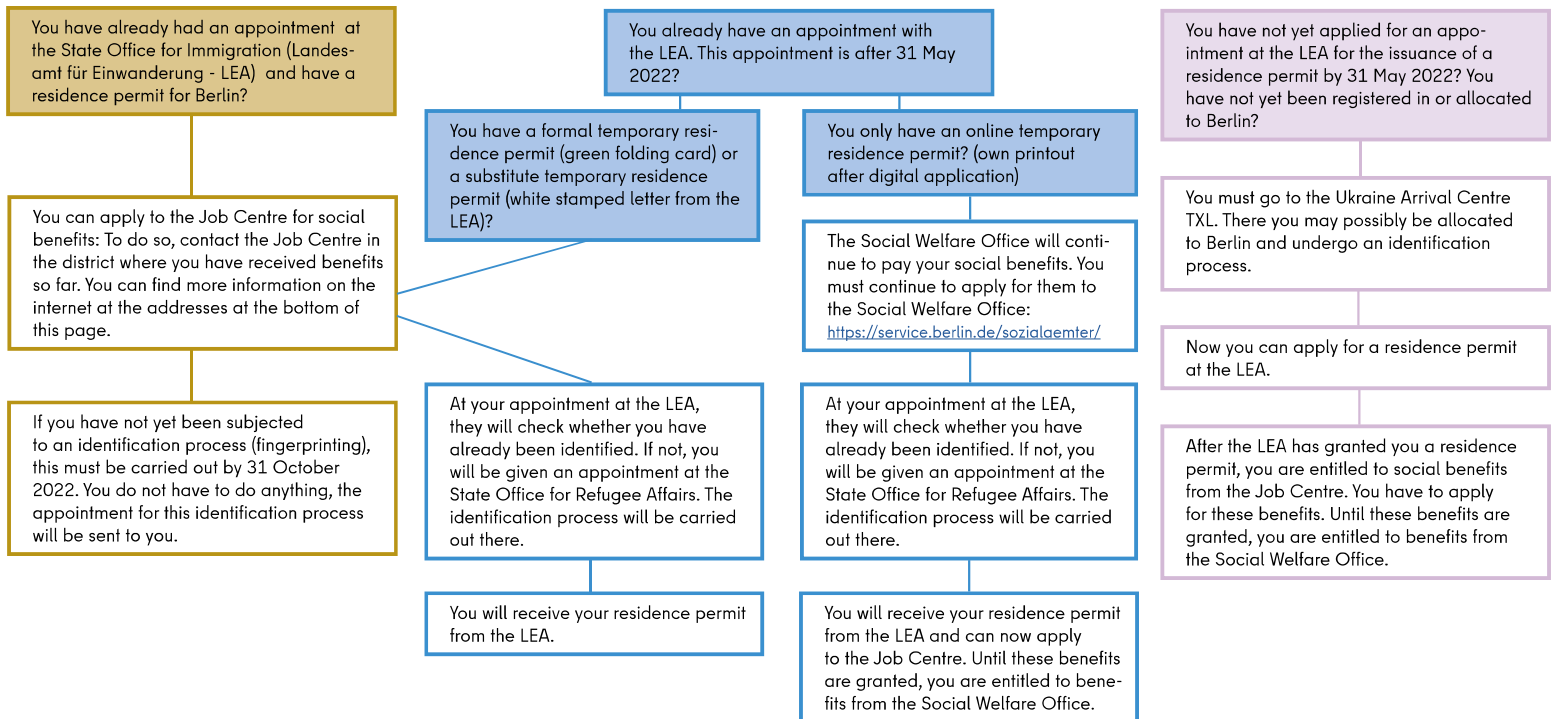 You have already had an appointment at
the State Office for Immigration (Landes-
amt für Einwanderung - LEA) and have a
residence permit for Berlin?
You can apply to the Job Centre for social
benefits: To do so, contact the Job Centre in
the district where you have received benefits
so far. You can find more information on the
internet at the addresses at the bottom of
this page.
If you have not yet been subjected
to an identification process (fingerprinting),
this must be carried out by 31 October
2022. You do not have to do anything, the
appointment for this identification process
will be sent to you.
You already have an appointment with
the LEA. This appointment is after 31 May
2022?
You have a formal temporary resi-
dence permit (green folding card) or
a substitute temporary residence
permit (white stamped letter from the
LEA)?
At your appointment at the LEA,
they will check whether you have
already been identified. If not, you
will be given an appointment at the
State Office for Refugee Affairs. The
identification process will be carried
out there.
You will receive your residence permit
from the LEA.
You only have an online temporary
residence permit? (own printout
after digital application)
The Social Welfare Office will conti-
nue to pay your social benefits. You
must continue to apply for them to
the Social Welfare Office:
https://service.berlin.de/sozialaemter/
At your appointment at the LEA,
they will check whether you have
already been identified. If not, you
will be given an appointment at the
State Office for Refugee Affairs. The
identification process will be carried
out there.
You will receive your residence permit
from the LEA and can now apply
to the Job Centre. Until these benefits
are granted, you are entitled to bene-
fits from the Social Welfare Office.
You have not yet applied for an appo-
intment at the LEA for the issuance of a
residence permit by 31 May 2022? You
have not yet been registered in or allocated
to Berlin?
You must go to the Ukraine Arrival Centre
TXL. There you may possibly be allocated
to Berlin and undergo an identification
process.
Now you can apply for a residence permit
at the LEA.
After the LEA has granted you a residence
permit, you are entitled to social benefits
from the Job Centre. You have to apply
for these benefits. Until these benefits are
granted, you are entitled to benefits from
the Social Welfare Office.